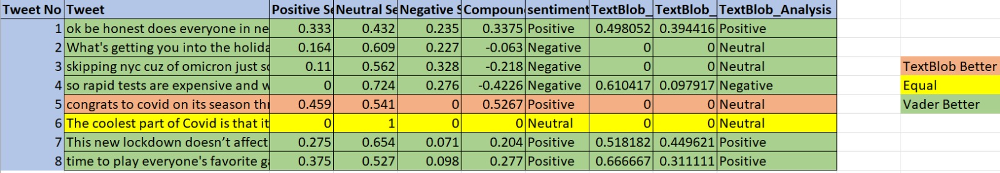 Tweet No Tweet Positive Se Neutral Se Negative S Compoun sentiment TextBlob_ TextBlob_ TextBlob_Analysis
1 ok be honest does everyone in ne 0.333 0.432 0.235 0.3375 Positive 0.498052 0.394416 Positive
2 What's getting you into the holida 0.164 0.609 0.227 -0.063 Negative 0 0 Neutral
3 skipping nyc cuz of omicron just so 0.11 0.562 0.328 -0.218 Negative 0 0 Neutral TextBlob Better
4 so rapid tests are expensive and w 0 0.724 0.276 -0.4226 Negative 0.610417 0.097917 Negative Equal
5 congrats to covid on its season thr 0.459 0.541 0 0.5267 Positive 0 0 Neutral Vader Better
6 The coolest part of Covid is that it 0 1 0 0 Neutral 0 0 Neutral
7 This new lockdown doesn’t affect 0.275 0.654 0.071 0.204 Positive 0.518182 0.449621 Positive
8 time to play everyone's favorite ga 0.375 0.527 0.098 0.277 Positive 0.666667 0.311111 Positive